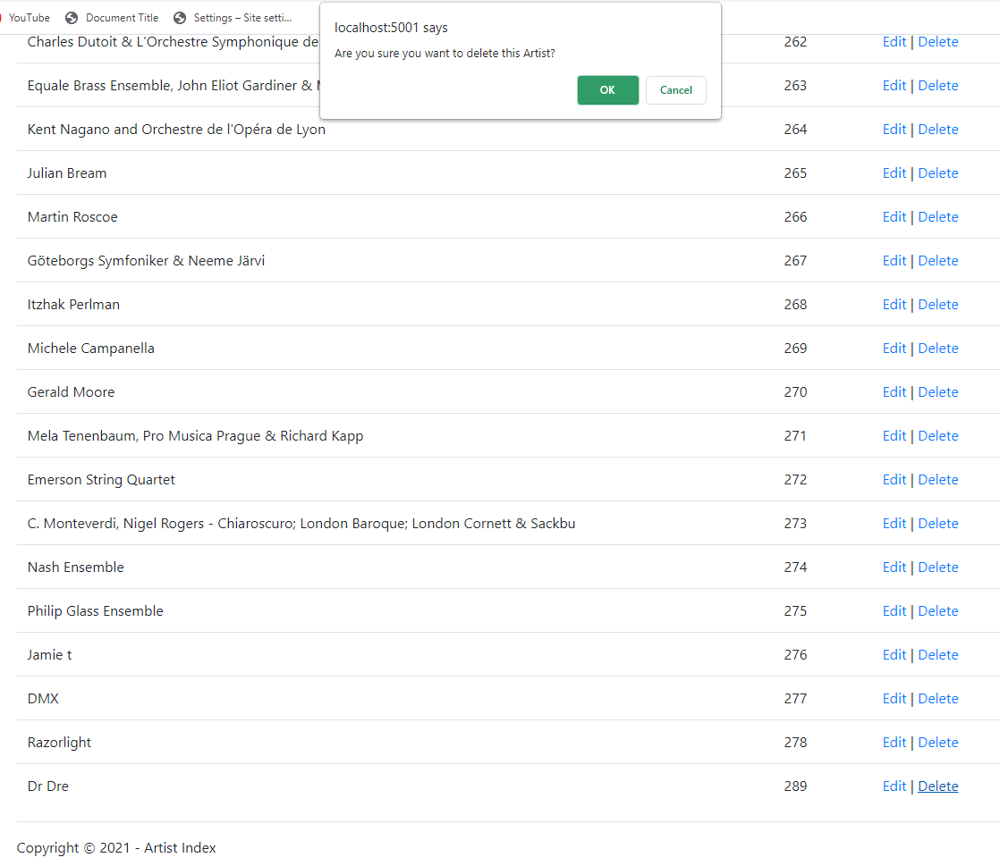 YouTube Document Title Settings – Site setti...
localhost:5001 says
Are you sure you want to delete this Artist?
OK Cancel
Charles Dutoit & L'Orchestre Symphonique de 262 Edit | Delete
Equale Brass Ensemble, John Eliot Gardiner & 263 Edit | Delete
Kent Nagano and Orchestre de l'Opéra de Lyon 264 Edit | Delete
Julian Bream 265 Edit | Delete
Martin Roscoe 266 Edit | Delete
Göteborgs Symfoniker & Neeme Järvi 267 Edit | Delete
Itzhak Perlman 268 Edit | Delete
Michele Campanella 269 Edit | Delete
Gerald Moore 270 Edit | Delete
Mela Tenenbaum, Pro Musica Prague & Richard Kapp 271 Edit | Delete
Emerson String Quartet 272 Edit | Delete
C. Monteverdi, Nigel Rogers - Chiaroscuro; London Baroque; London Cornett & Sackbu 273 Edit | Delete
Nash Ensemble 274 Edit | Delete
Philip Glass Ensemble 275 Edit | Delete
Jamie t 276 Edit | Delete
DMX 277 Edit | Delete
Razorlight 278 Edit | Delete
Dr Dre 289 Edit | Delete
Copyright © 2021 - Artist Index